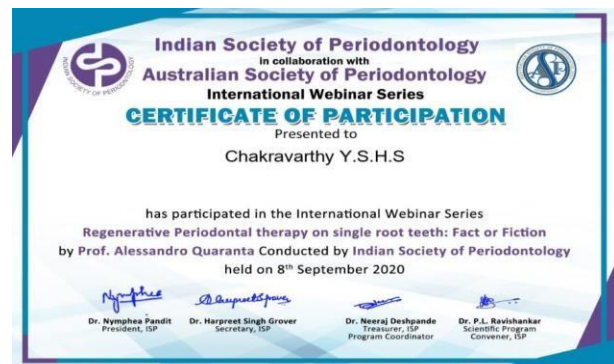 Indian Society of Periodontology
in collaboration with
Australian Society of Periodontology
International Webinar Series
CERTIFICATE OF PARTICIPATION
Presented to
Chakravarthy Y.S.H.S
has participated in the International Webinar Series
Regenerative Periodontal therapy on single root teeth: Fact or Fiction
by Prof. Alessandro Quaranta Conducted by Indian Society of Periodontology
held on 8th September 2020
Dr. Nymphea Pandit
President, ISP
Dr. Harpreet Singh Grover
Secretary, ISP
Dr. Neeraj Deshpande
Treasurer, ISP
Program Coordinator
Dr. P.L. Ravishankar
Scientific Program
Convener, ISP
INDIAN SOCIETY OF PERIODONTOLOGY